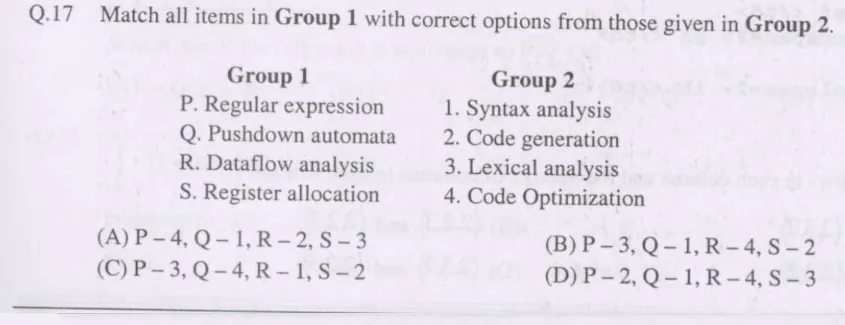 Q.17 Match all items in Group 1 with correct options from those given in Group 2.
Group 1 Group 2
P. Regular expression 1. Syntax analysis
Q. Pushdown automata 2. Code generation
R. Dataflow analysis 3. Lexical analysis
S. Register allocation 4. Code Optimization
(A) P – 4, Q – 1, R – 2, S – 3 (B) P – 3, Q – 1, R – 4, S – 2
(C) P – 3, Q – 4, R – 1, S – 2 (D) P – 2, Q – 1, R – 4, S – 3